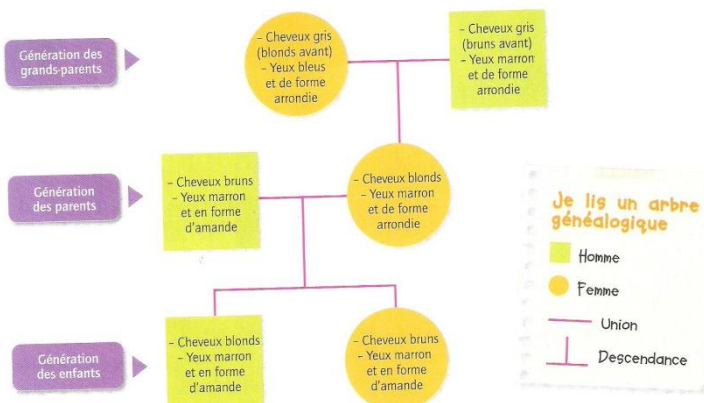 Génération des
grands-parents
- Cheveux gris
(blonds avant)
- Yeux bleus
et de forme
arrondie
- Cheveux gris
(bruns avant)
- Yeux marron
et de forme
arrondie
Génération
des parents
- Cheveux bruns
- Yeux marron
et en forme
d'amande
- Cheveux blonds
- Yeux marron
et de forme
arrondie
Génération
des enfants
- Cheveux blonds
- Yeux marron
et en forme
d'amande
- Cheveux bruns
- Yeux marron
et en forme
d'amande
Je lis un arbre
généalogique
Homme
Femme
Union
Descendance